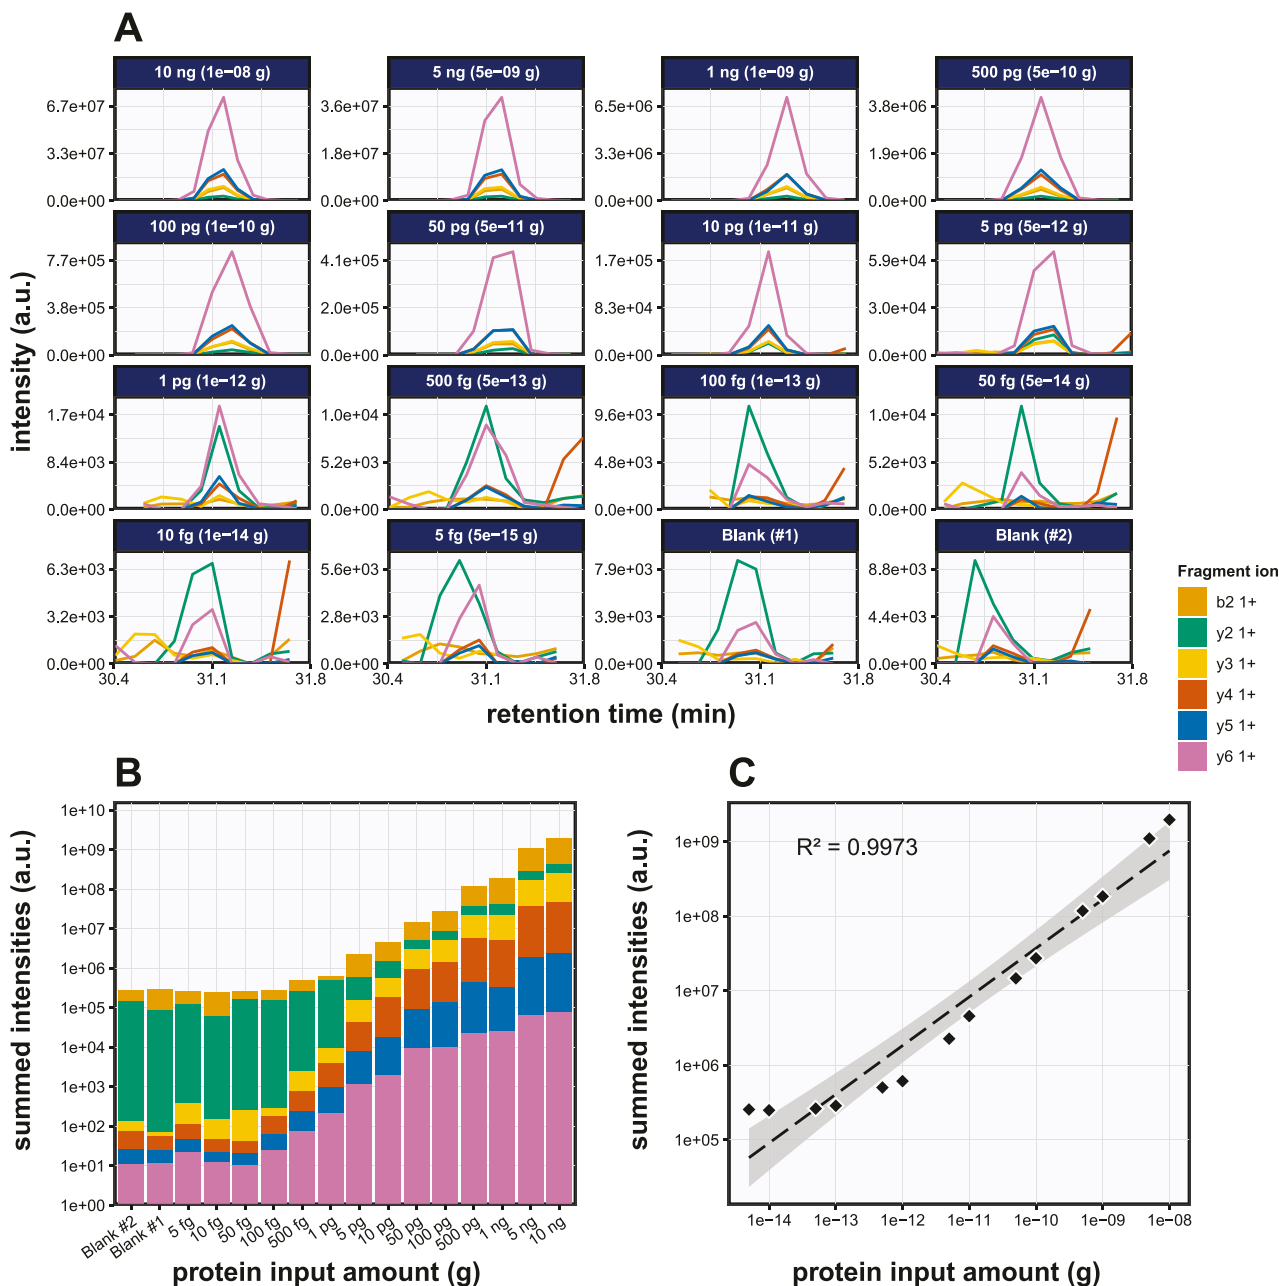 A
10 ng (1e−08 g)
5 ng (5e−09 g)
1 ng (1e−09 g)
500 pg (5e−10 g)
6.7e+07
3.3e+07
0.0e+00
3.6e+07
1.8e+07
0.0e+00
6.5e+06
3.3e+06
0.0e+00
3.8e+06
1.9e+06
0.0e+00
100 pg (1e−10 g)
50 pg (5e−11 g)
10 pg (1e−11 g)
5 pg (5e−12 g)
7.7e+05
3.8e+05
0.0e+00
4.1e+05
2.0e+05
0.0e+00
1.7e+05
8.3e+04
0.0e+00
5.9e+04
3.0e+04
0.0e+00
intensity (a.u.)
1 pg (1e−12 g)
500 fg (5e−13 g)
100 fg (1e−13 g)
50 fg (5e−14 g)
1.7e+04
8.4e+03
0.0e+00
1.0e+04
5.2e+03
0.0e+00
9.6e+03
4.8e+03
0.0e+00
1.0e+04
5.2e+03
0.0e+00
10 fg (1e−14 g)
5 fg (5e−15 g)
Blank (#1)
Blank (#2)
6.3e+03
3.2e+03
0.0e+00
5.6e+03
2.8e+03
0.0e+00
7.9e+03
3.9e+03
0.0e+00
8.8e+03
4.4e+03
0.0e+00
30.4 31.1 31.8
30.4 31.1 31.8
30.4 31.1 31.8
30.4 31.1 31.8
retention time (min)
Fragment ion
b2 1+
y2 1+
y3 1+
y4 1+
y5 1+
y6 1+
B
1e+10
1e+09
1e+08
1e+07
1e+06
1e+05
1e+04
1e+03
1e+02
1e+01
1e+00
summed intensities (a.u.)
Blank #2
Blank #1
5 fg
10 fg
50 fg
100 fg
500 fg
1 pg
5 pg
10 pg
50 pg
100 pg
500 pg
1 ng
5 ng
10 ng
protein input amount (g)
C
R² = 0.9973
1e+09
1e+08
1e+07
1e+06
1e+05
summed intensities (a.u.)
1e−14 1e−13 1e−12 1e−11 1e−10 1e−09 1e−08
protein input amount (g)